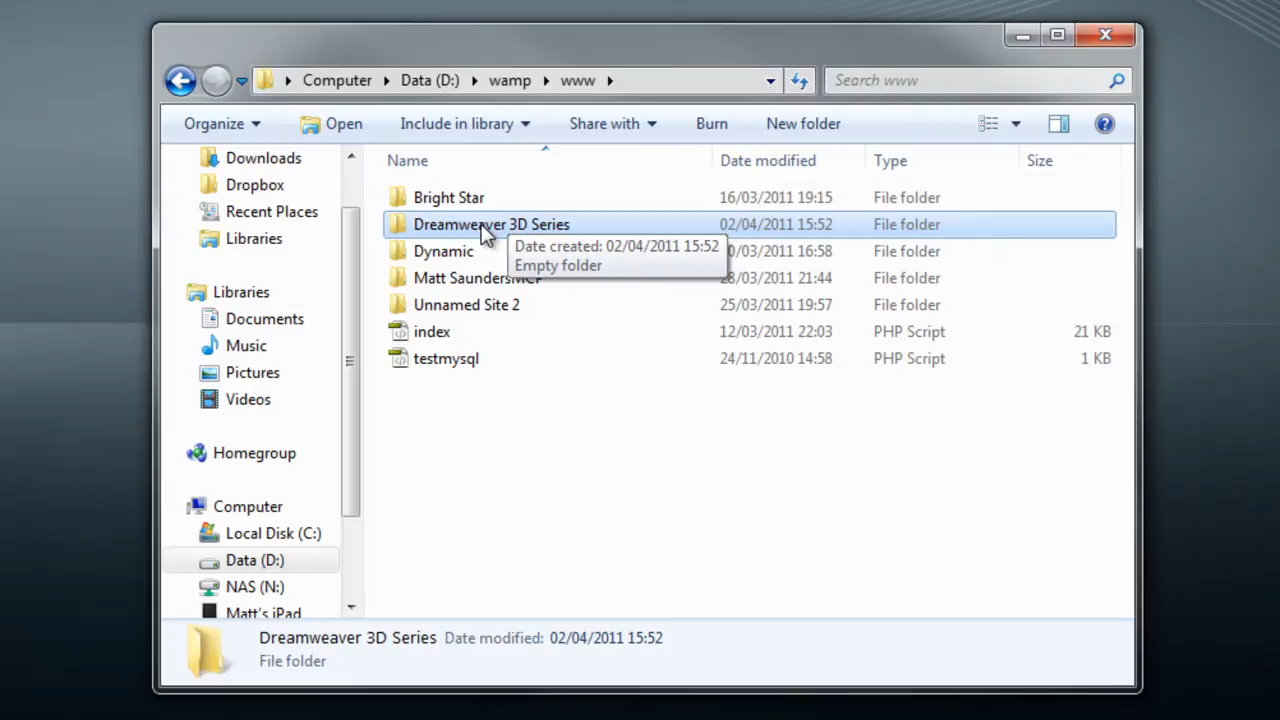 Computer Data (D:) wamp www
Search www
Organize Open Include in library Share with Burn New folder
Downloads
Dropbox
Recent Places
Libraries
Libraries
Documents
Music
Pictures
Videos
Homegroup
Computer
Local Disk (C:)
Data (D:)
NAS (N:)
Matt's iPad
Name Date modified Type Size
Bright Star 16/03/2011 19:15 File folder
Dreamweaver 3D Series 02/04/2011 15:52 File folder
Date created: 02/04/2011 15:52
Empty folder
Dynamic 0/03/2011 16:58 File folder
Matt Saunders 28/03/2011 21:44 File folder
Unnamed Site 2 25/03/2011 19:57 File folder
index 12/03/2011 22:03 PHP Script 21 KB
testmysql 24/11/2010 14:58 PHP Script 1 KB
Dreamweaver 3D Series Date modified: 02/04/2011 15:52
File folder